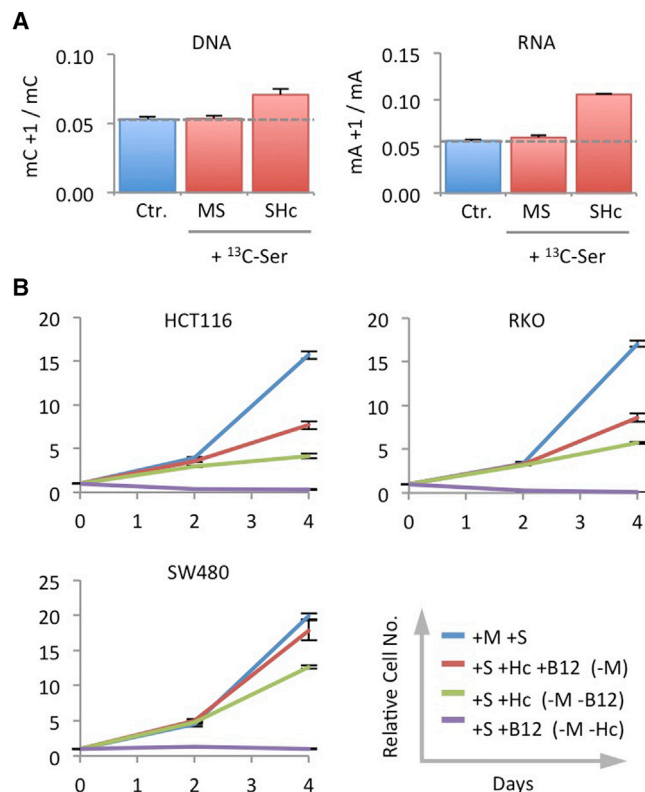 A
DNA
RNA
mC +1 / mC
0.10
0.05
0.00
Ctr.
MS
SHc
+ ¹³C-Ser
mA +1 / mA
0.15
0.10
0.05
0.00
Ctr.
MS
SHc
+ ¹³C-Ser
B
HCT116
20
15
10
5
0
0 1 2 3 4
RKO
20
15
10
5
0
0 1 2 3 4
SW480
25
20
15
10
5
0
0 1 2 3 4
Relative Cell No.
Days
+M +S
+S +Hc +B12 (-M)
+S +Hc (-M -B12)
+S +B12 (-M -Hc)